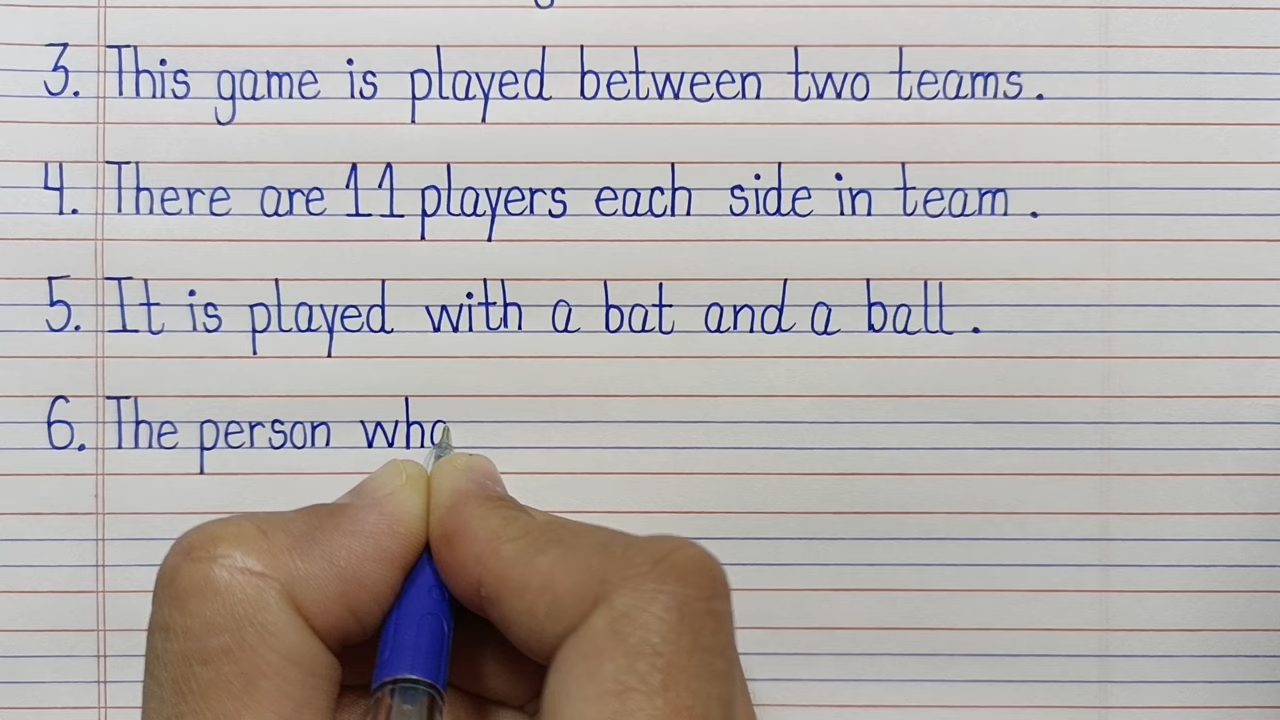 3. This game is played between two teams.
4. There are 11 players each side in team.
5. It is played with a bat and a ball.
6. The person who